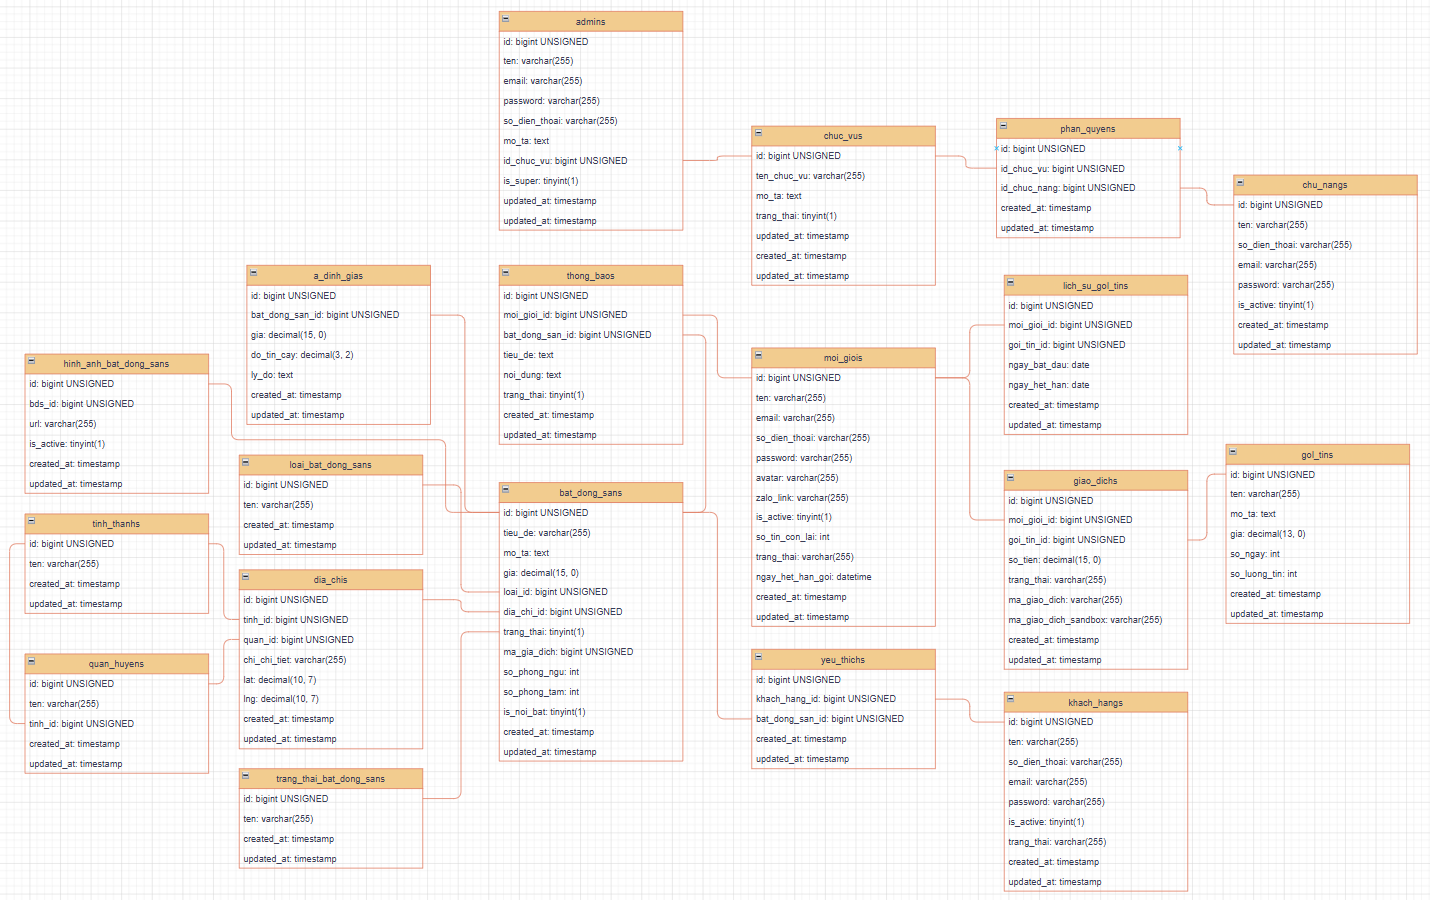 admins
id: bigint UNSIGNED
ten: varchar(255)
email: varchar(255)
password: varchar(255)
so_dien_thoai: varchar(255)
mo_ta: text
id_chuc_vu: bigint UNSIGNED
is_super: tinyint(1)
updated_at: timestamp
updated_at: timestamp
chuc_vus
id: bigint UNSIGNED
ten_chuc_vu: varchar(255)
mo_ta: text
trang_thai: tinyint(1)
updated_at: timestamp
created_at: timestamp
updated_at: timestamp
phan_quyens
id: bigint UNSIGNED
id_chuc_vu: bigint UNSIGNED
id_chuc_nang: bigint UNSIGNED
created_at: timestamp
updated_at: timestamp
chu_nangs
id: bigint UNSIGNED
ten: varchar(255)
so_dien_thoai: varchar(255)
email: varchar(255)
password: varchar(255)
is_active: tinyint(1)
created_at: timestamp
updated_at: timestamp
a_dinh_gias
id: bigint UNSIGNED
bat_dong_san_id: bigint UNSIGNED
gia: decimal(15, 0)
do_tin_cay: decimal(3, 2)
ly_do: text
created_at: timestamp
updated_at: timestamp
thong_baos
id: bigint UNSIGNED
moi_gioi_id: bigint UNSIGNED
bat_dong_san_id: bigint UNSIGNED
tieu_de: text
noi_dung: text
trang_thai: tinyint(1)
created_at: timestamp
updated_at: timestamp
lich_su_gol_tins
id: bigint UNSIGNED
moi_gioi_id: bigint UNSIGNED
goi_tin_id: bigint UNSIGNED
ngay_bat_dau: date
ngay_het_han: date
created_at: timestamp
updated_at: timestamp
hinh_anh_bat_dong_sans
id: bigint UNSIGNED
bds_id: bigint UNSIGNED
url: varchar(255)
is_active: tinyint(1)
created_at: timestamp
updated_at: timestamp
moi_giois
id: bigint UNSIGNED
ten: varchar(255)
email: varchar(255)
so_dien_thoai: varchar(255)
password: varchar(255)
avatar: varchar(255)
zalo_link: varchar(255)
is_active: tinyint(1)
so_tin_con_lai: int
trang_thai: varchar(255)
ngay_het_han_goi: datetime
created_at: timestamp
updated_at: timestamp
loai_bat_dong_sans
id: bigint UNSIGNED
ten: varchar(255)
created_at: timestamp
updated_at: timestamp
bat_dong_sans
id: bigint UNSIGNED
tieu_de: varchar(255)
mo_ta: text
gia: decimal(15, 0)
loai_id: bigint UNSIGNED
dia_chi_id: bigint UNSIGNED
trang_thai: tinyint(1)
ma_gia_dich: bigint UNSIGNED
so_phong_ngu: int
so_phong_tam: int
is_noi_bat: tinyint(1)
created_at: timestamp
updated_at: timestamp
giao_dichs
id: bigint UNSIGNED
moi_gioi_id: bigint UNSIGNED
goi_tin_id: bigint UNSIGNED
so_tien: decimal(15, 0)
trang_thai: varchar(255)
ma_giao_dich: varchar(255)
ma_giao_dich_sandbox: varchar(255)
created_at: timestamp
updated_at: timestamp
gol_tins
id: bigint UNSIGNED
ten: varchar(255)
mo_ta: text
gia: decimal(13, 0)
so_ngay: int
so_luong_tin: int
created_at: timestamp
updated_at: timestamp
tinh_thanhs
id: bigint UNSIGNED
ten: varchar(255)
created_at: timestamp
updated_at: timestamp
dia_chis
id: bigint UNSIGNED
tinh_id: bigint UNSIGNED
quan_id: bigint UNSIGNED
chi_chi_tiet: varchar(255)
lat: decimal(10, 7)
lng: decimal(10, 7)
created_at: timestamp
updated_at: timestamp
quan_huyens
id: bigint UNSIGNED
ten: varchar(255)
tinh_id: bigint UNSIGNED
created_at: timestamp
updated_at: timestamp
yeu_thichs
id: bigint UNSIGNED
khach_hang_id: bigint UNSIGNED
bat_dong_san_id: bigint UNSIGNED
created_at: timestamp
updated_at: timestamp
khach_hangs
id: bigint UNSIGNED
ten: varchar(255)
so_dien_thoai: varchar(255)
email: varchar(255)
password: varchar(255)
is_active: tinyint(1)
trang_thai: varchar(255)
created_at: timestamp
updated_at: timestamp
trang_thai_bat_dong_sans
id: bigint UNSIGNED
ten: varchar(255)
created_at: timestamp
updated_at: timestamp